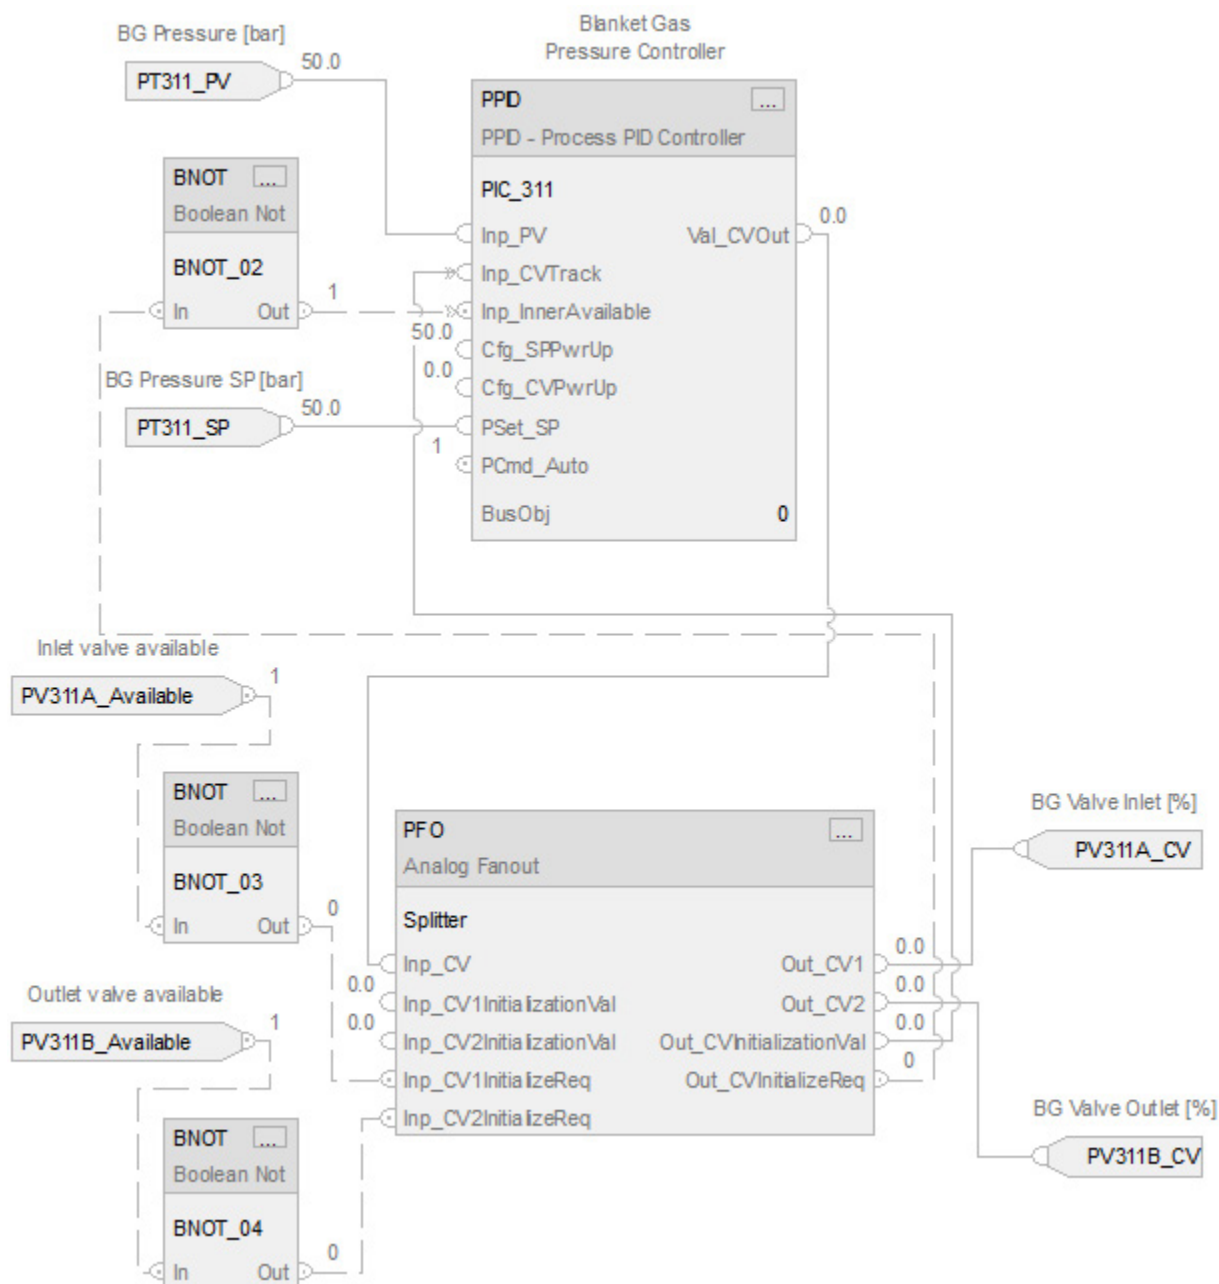 Blanket Gas
Pressure Controller
BG Pressure [bar]
50.0
PT311_PV
PPID ...
PPID - Process PID Controller
PIC_311
Inp_PV Val_CVOut 0.0
Inp_CVTrack
Inp_InnerAvailable
50.0 Cfg_SPPwrUp
0.0 Cfg_CVPwrUp
PSet_SP
1 PCmd_Auto
BusObj 0
BNOT ...
Boolean Not
BNOT_02
In Out 1
BG Pressure SP [bar]
50.0
PT311_SP
Inlet valve available
1
PV311A_Available
BNOT ...
Boolean Not
BNOT_03
In Out 0
Outlet valve available
1
PV311B_Available
BNOT ...
Boolean Not
BNOT_04
In Out 0
PFO ...
Analog Fanout
Splitter
Inp_CV Out_CV1 0.0
0.0 Inp_CV1InitializationVal Out_CV2 0.0
0.0 Inp_CV2InitializationVal Out_CVInitializationVal 0.0
Inp_CV1InitializeReq Out_CVInitializeReq 0
Inp_CV2InitializeReq
BG Valve Inlet [%]
PV311A_CV
BG Valve Outlet [%]
PV311B_CV